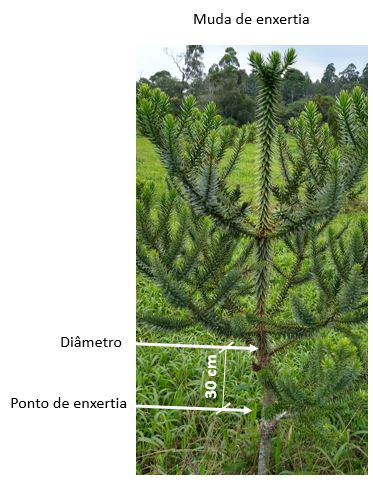 Muda de enxertia
Diâmetro
30 cm
Ponto de enxertia